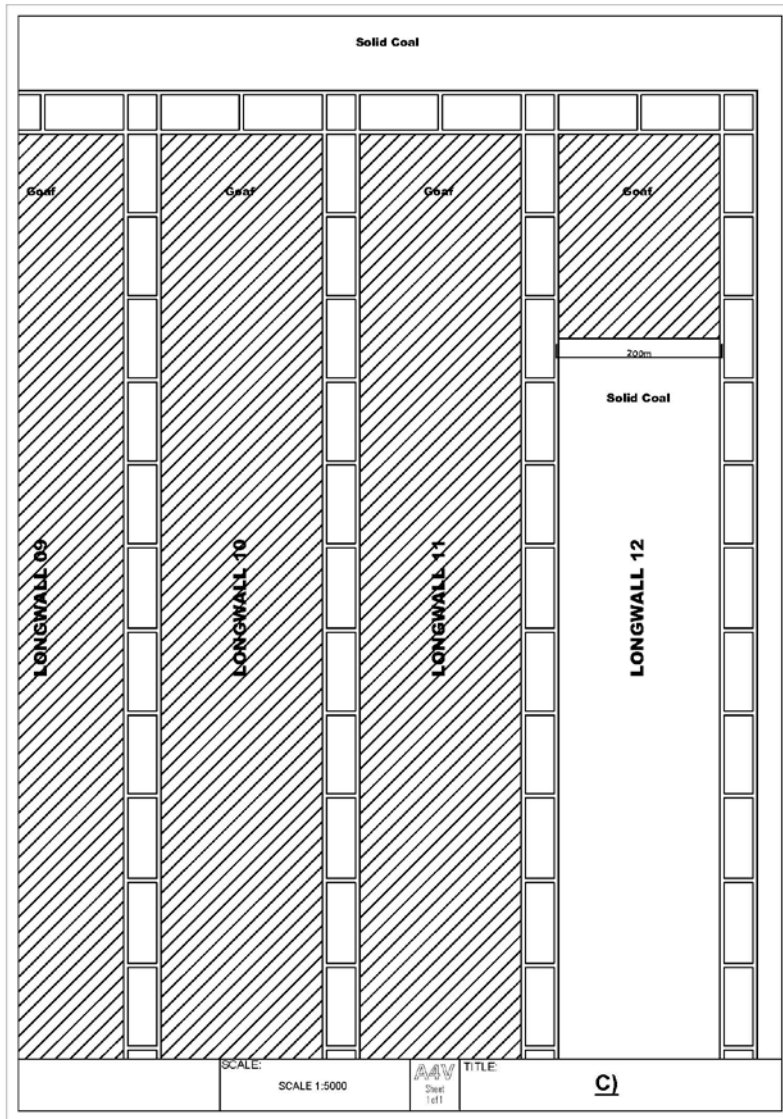 Solid Coal
Goaf
Goaf
Goaf
Goaf
200m
Solid Coal
LONGWALL 09
LONGWALL 10
LONGWALL 11
LONGWALL 12
SCALE:
SCALE 1:5000
A4V
Sheet
1 of 1
TITLE:
C)